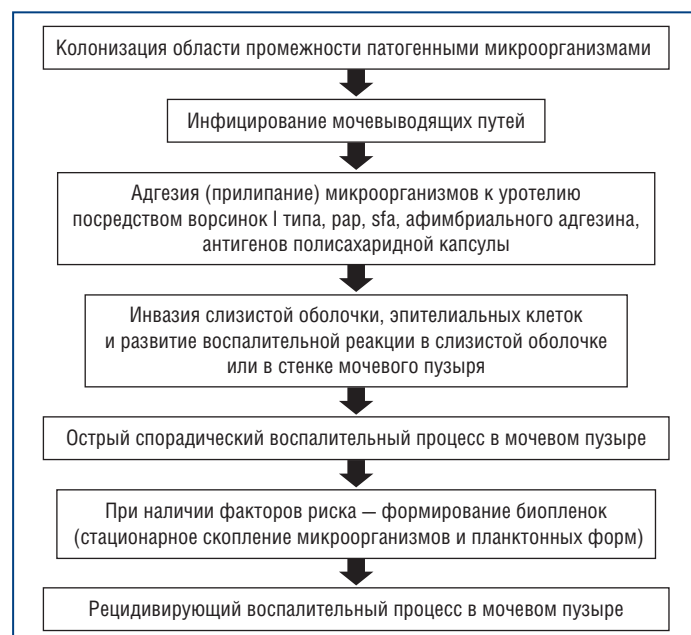 Колонизация области промежности патогенными микроорганизмами
Инфицирование мочевыводящих путей
Адгезия (прилипание) микроорганизмов к уротелию
посредством ворсинок I типа, pap, sfa, афимбриального адгезина,
антигенов полисахаридной капсулы
Инвазия слизистой оболочки, эпителиальных клеток
и развитие воспалительной реакции в слизистой оболочке
или в стенке мочевого пузыря
Острый спорадический воспалительный процесс в мочевом пузыре
При наличии факторов риска — формирование биопленок
(стационарное скопление микроорганизмов и планктонных форм)
Рецидивирующий воспалительный процесс в мочевом пузыре